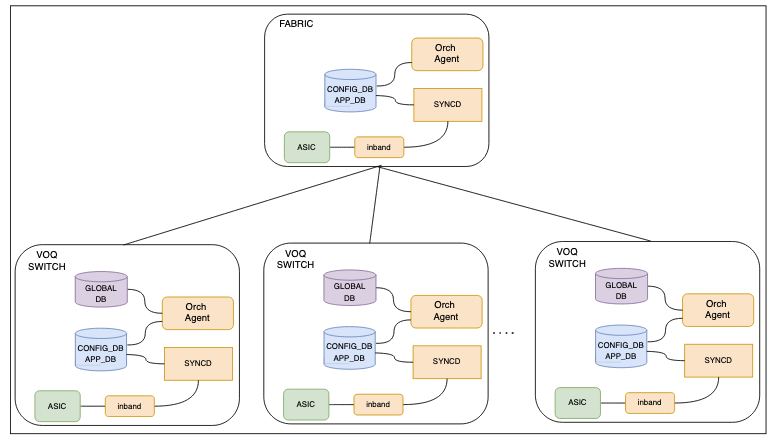 FABRIC
Orch
Agent
CONFIG_DB
APP_DB
SYNCD
ASIC
inband
VOQ
SWITCH
GLOBAL
DB
Orch
Agent
CONFIG_DB
APP_DB
SYNCD
ASIC
inband
VOQ
SWITCH
GLOBAL
DB
Orch
Agent
CONFIG_DB
APP_DB
SYNCD
ASIC
inband
....
VOQ
SWITCH
GLOBAL
DB
Orch
Agent
CONFIG_DB
APP_DB
SYNCD
ASIC
inband